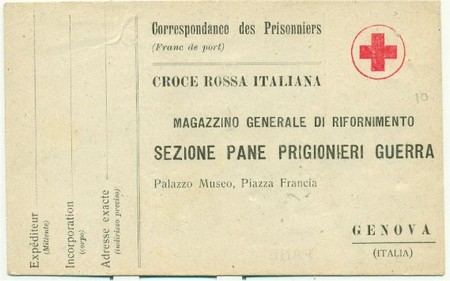 Correspondance des Prisonniers
(Franc de port)
CROCE ROSSA ITALIANA
10
MAGAZZINO GENERALE DI RIFORNIMENTO
SEZIONE PANE PRIGIONIERI GUERRA
Palazzo Museo, Piazza Francia
GENOVA
(ITALIA)
Expéditeur
(Mittente)
Incorporation
(corpo)
Adresse exacte
(indirizzo preciso)